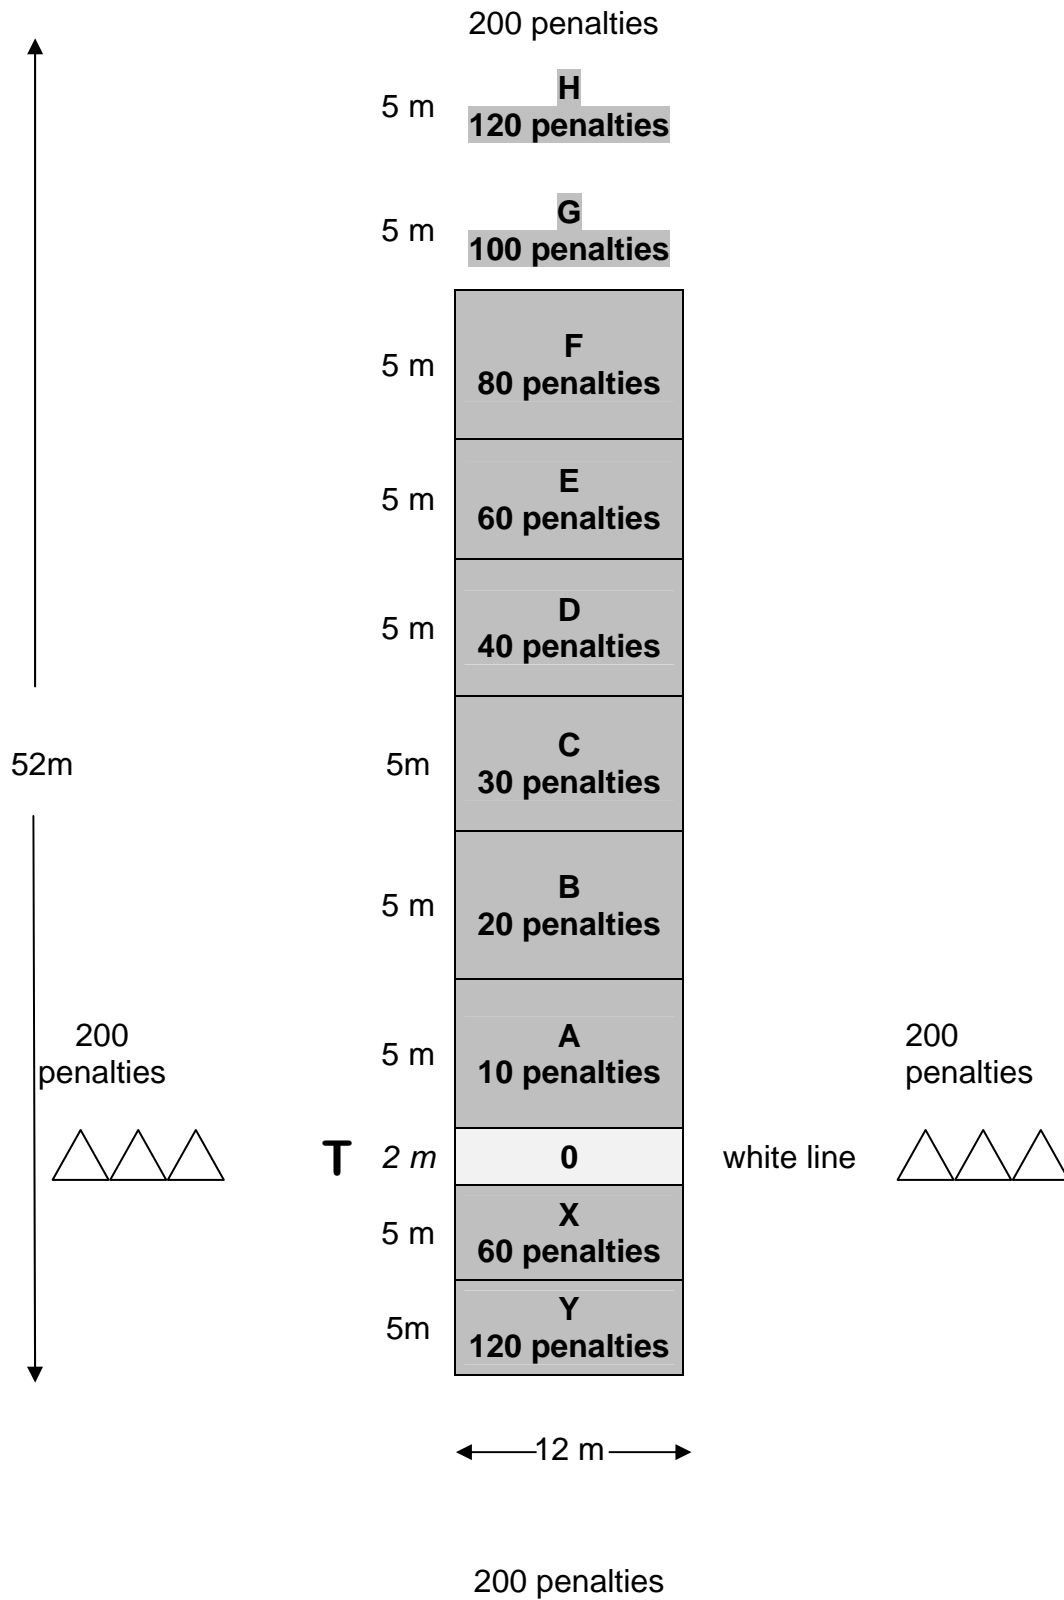 200 penalties
5 m
H
120 penalties
5 m
G
100 penalties
5 m
F
80 penalties
5 m
E
60 penalties
5 m
D
40 penalties
52m
5m
C
30 penalties
5 m
B
20 penalties
200
penalties
5 m
A
10 penalties
200
penalties
T
2 m
0
white line
5 m
X
60 penalties
5m
Y
120 penalties
12 m
200 penalties